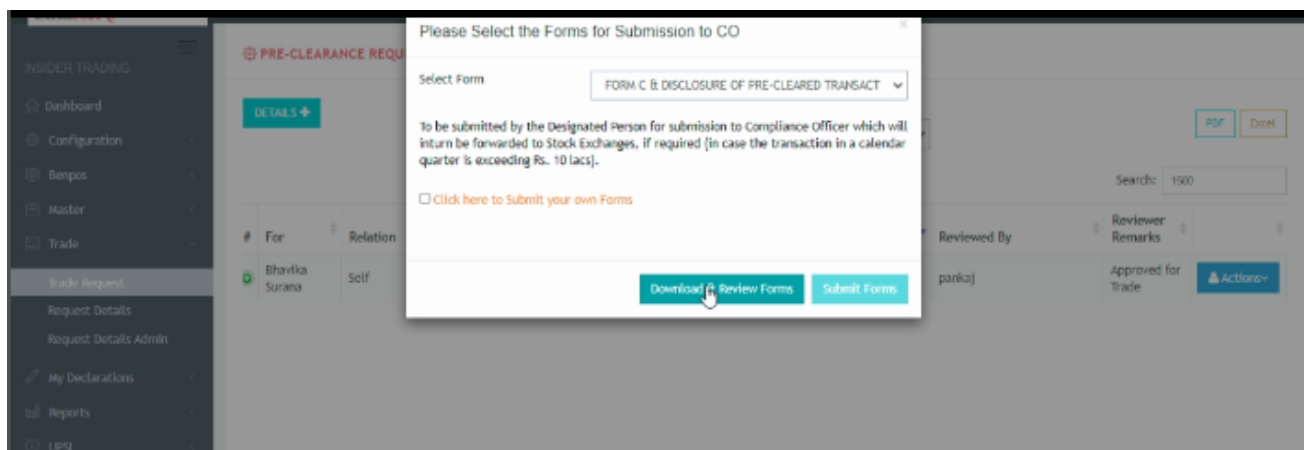 Please Select the Forms for Submission to CO
×
INSIDER TRADING
PRE-CLEARANCE REQU
Select Form
FORM C & DISCLOSURE OF PRE-CLEARED TRANSACT
Dashboard
DETAILS +
To be submitted by the Designated Person for submission to Compliance Officer which will
inturn be forwarded to Stock Exchanges, if required (in case the transaction in a calendar
quarter is exceeding Rs. 10 lacs).
PDF Excel
Configuration
Benpos
Search: 1500
Master
Click here to Submit your own Forms
Trade
# For Relation Reviewed By Reviewer
Remarks
Trade Request
Bhavika
Surana
Self
Download & Review Forms Submit Forms
pankaj
Approved for
Trade
Actions
Request Details
Request Details Admin
My Declarations
Reports
UPSI